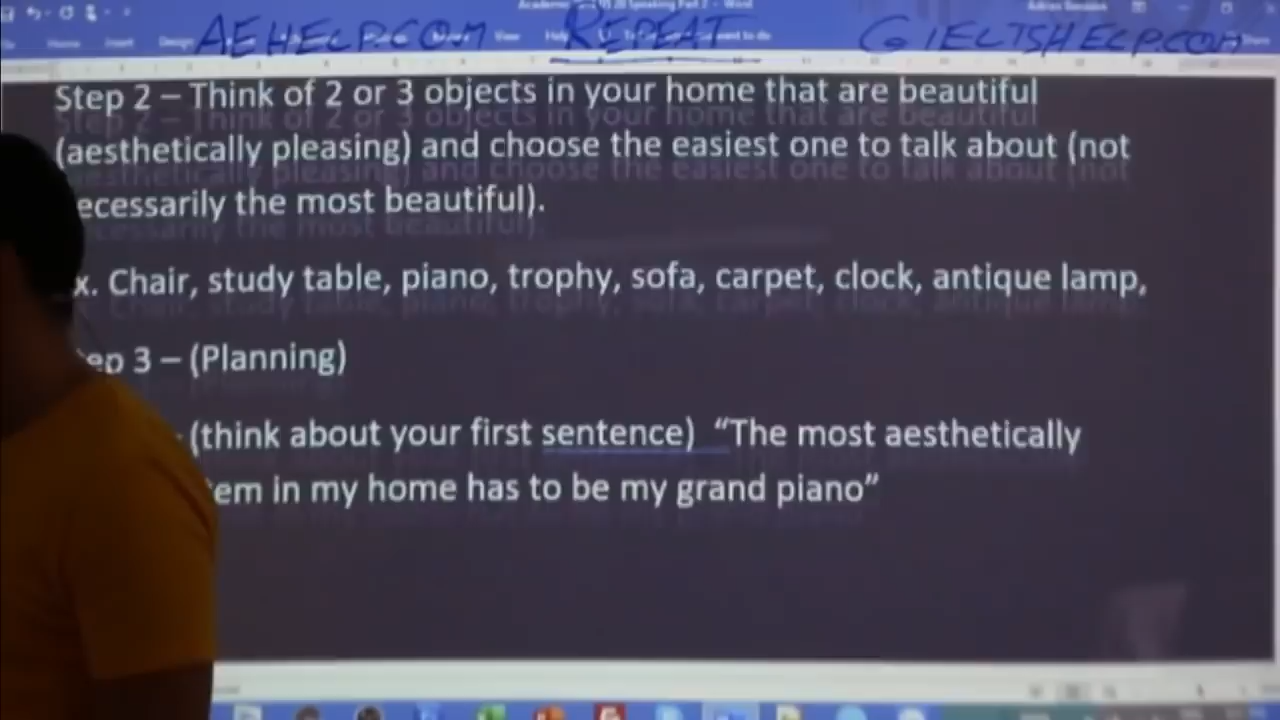 AEHELP.COM REPEAT GIELTSHELP.COM
Step 2 – Think of 2 or 3 objects in your home that are beautiful
(aesthetically pleasing) and choose the easiest one to talk about (not
ecessarily the most beautiful).
x. Chair, study table, piano, trophy, sofa, carpet, clock, antique lamp,
ep 3 – (Planning)
(think about your first sentence) “The most aesthetically
em in my home has to be my grand piano”